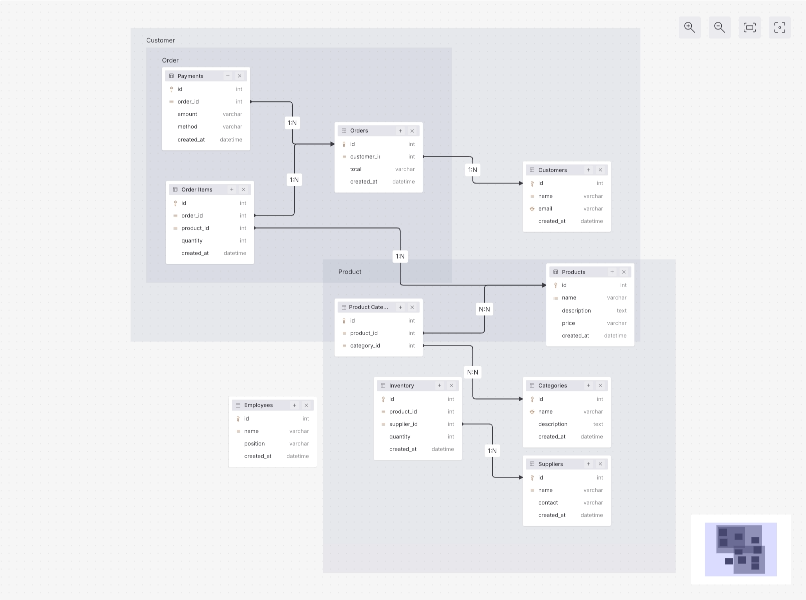 Customer
Order
Payments
id int
order_id int
amount varchar
method varchar
created_at datetime
1:N
Orders
id int
customer_i int
total varchar
created_at datetime
1:N
Customers
id int
name varchar
email varchar
created_at datetime
1:N
Order Items
id int
order_id int
product_id int
quantity int
created_at datetime
1:N
Product
Products
id int
name varchar
description text
price varchar
created_at datetime
N:N
Product Cate...
id int
product_id int
category_id int
N:N
Inventory
id int
product_id int
supplier_id int
quantity int
created_at datetime
Categories
id int
name varchar
description text
created_at datetime
Employees
id int
name varchar
position varchar
created_at datetime
1:N
Suppliers
id int
name varchar
contact varchar
created_at datetime